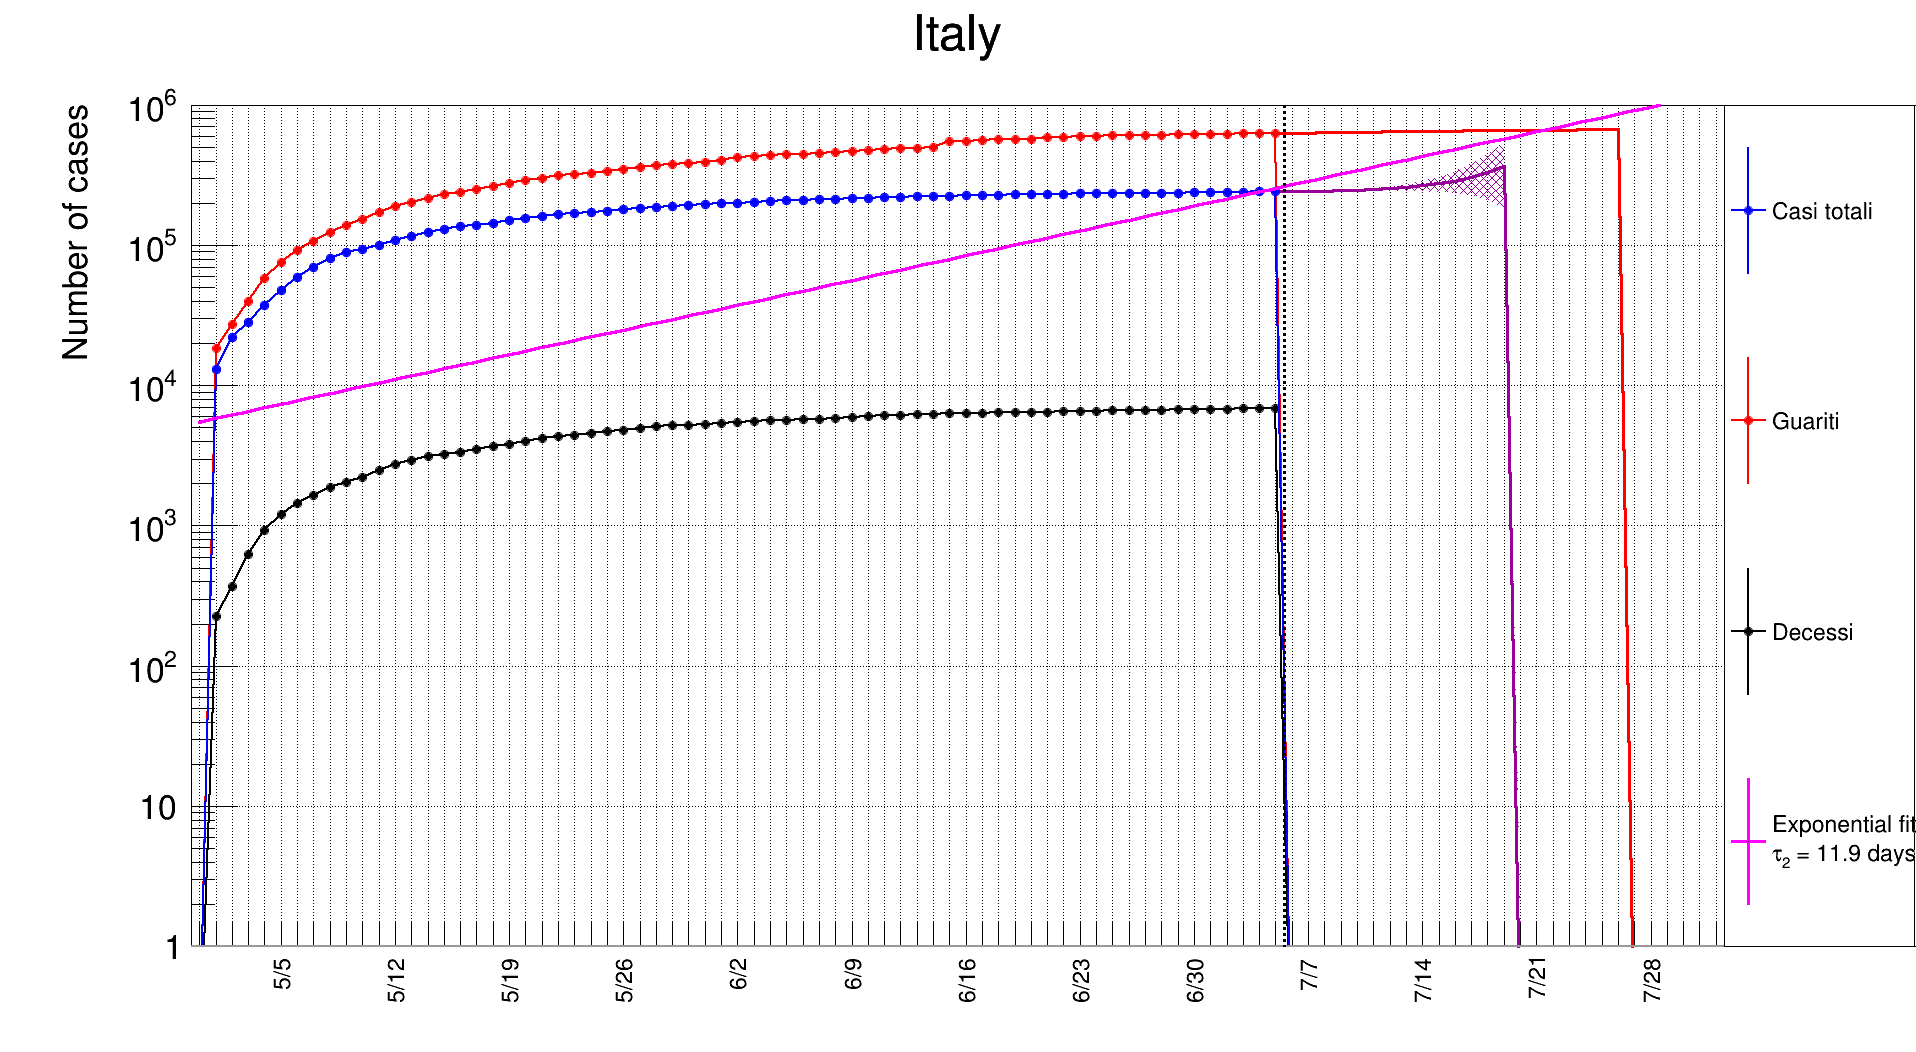 Italy
Number of cases
10^6
10^5
10^4
10^3
10^2
10
1
5/5
5/12
5/19
5/26
6/2
6/9
6/16
6/23
6/30
7/7
7/14
7/21
7/28
Casi totali
Guariti
Decessi
Exponential fit
τ_2 = 11.9 days